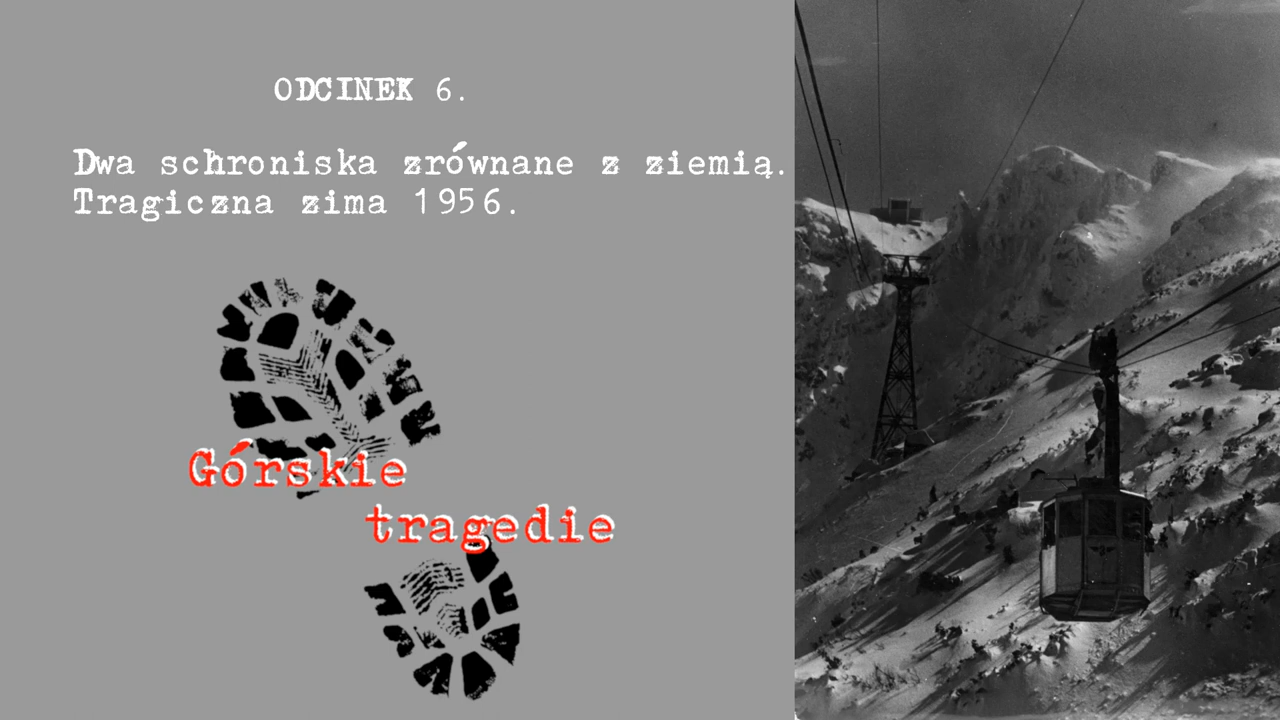 ODCINEK 6.
Dwa schroniska zrównane z ziemią.
Tragiczna zima 1956.
Górskie
tragedie